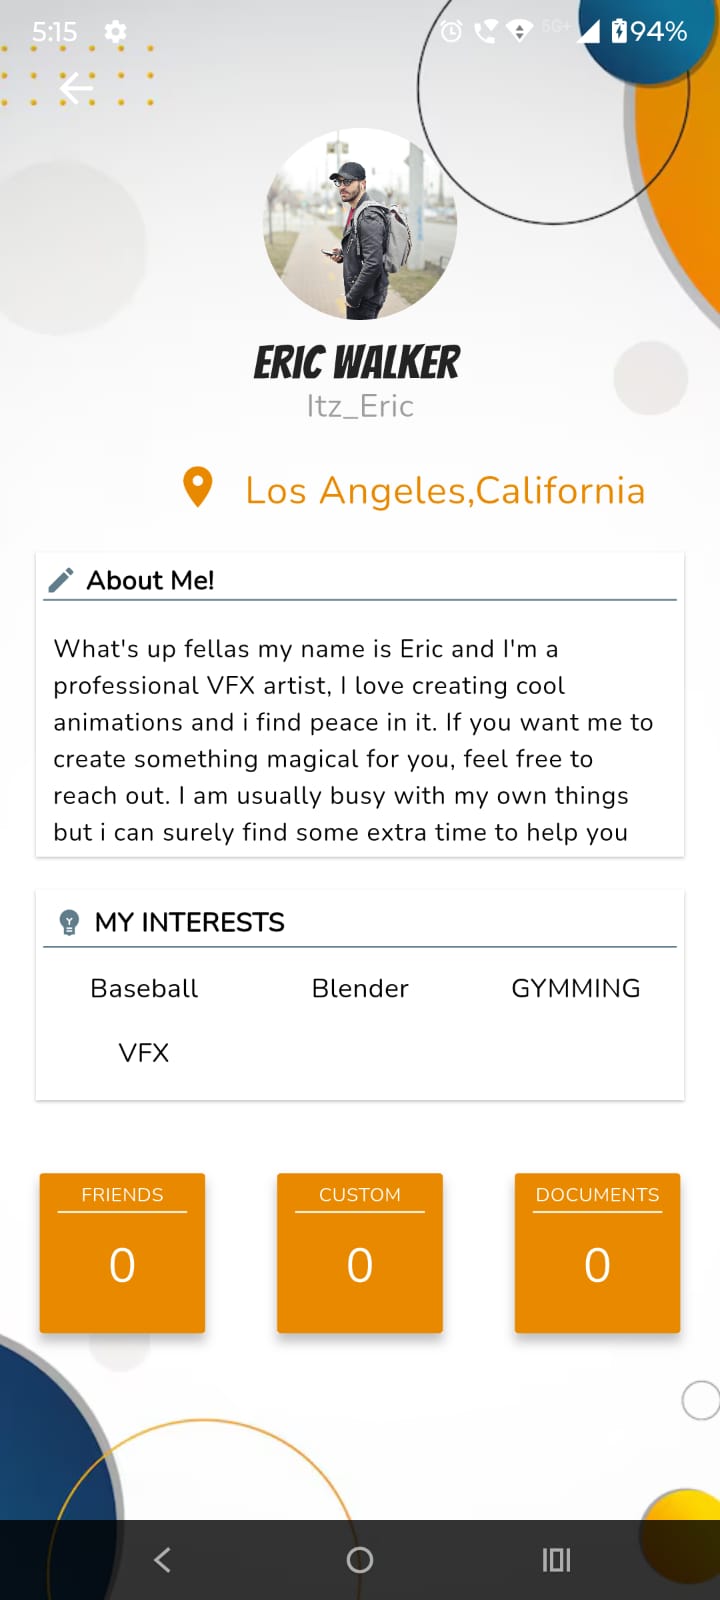 5:15
5G+
94%
ERIC WALKER
Itz_Eric
Los Angeles,California
About Me!
What's up fellas my name is Eric and I'm a
professional VFX artist, I love creating cool
animations and i find peace in it. If you want me to
create something magical for you, feel free to
reach out. I am usually busy with my own things
but i can surely find some extra time to help you
MY INTERESTS
Baseball Blender GYMMING
VFX
FRIENDS CUSTOM DOCUMENTS
0 0 0